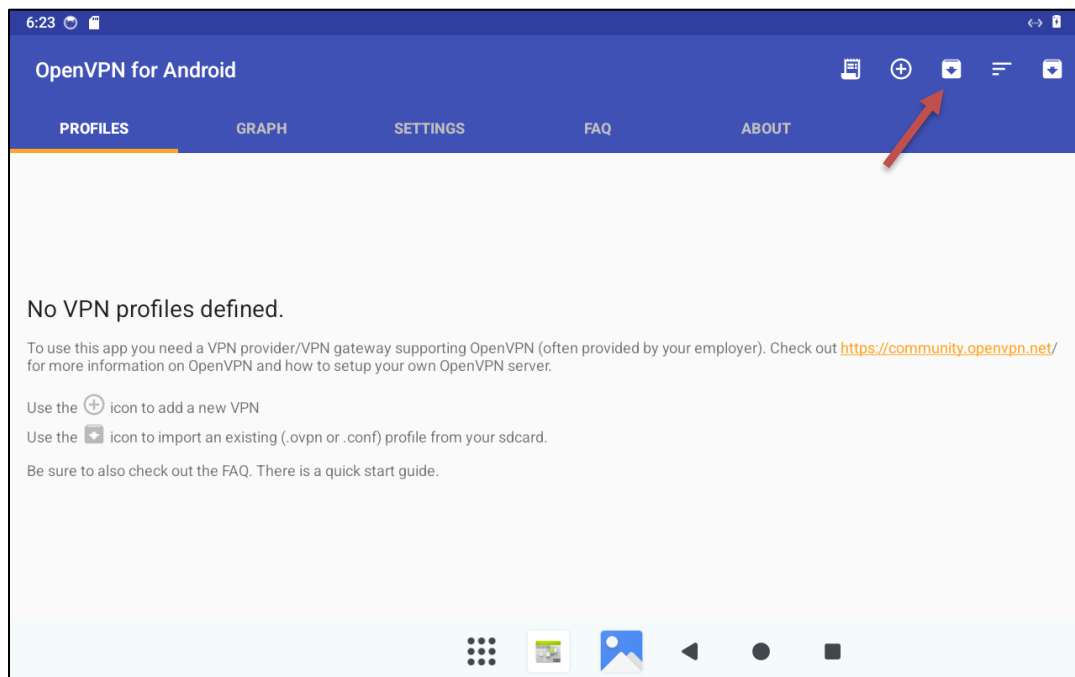 6:23
OpenVPN for Android
PROFILES GRAPH SETTINGS FAQ ABOUT
No VPN profiles defined.
To use this app you need a VPN provider/VPN gateway supporting OpenVPN (often provided by your employer). Check out https://community.openvpn.net/
for more information on OpenVPN and how to setup your own OpenVPN server.
Use the icon to add a new VPN
Use the icon to import an existing (.ovpn or .conf) profile from your sdcard.
Be sure to also check out the FAQ. There is a quick start guide.